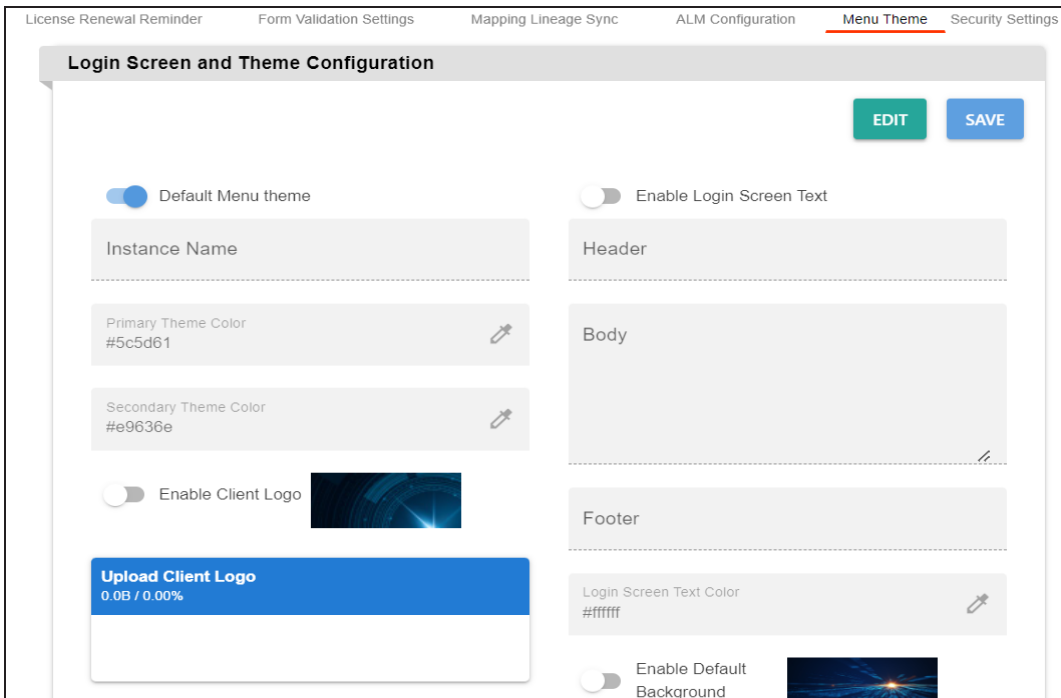 License Renewal Reminder Form Validation Settings Mapping Lineage Sync ALM Configuration Menu Theme Security Settings
Login Screen and Theme Configuration
EDIT SAVE
Default Menu theme
Instance Name
Primary Theme Color
#5c5d61
Secondary Theme Color
#e9636e
Enable Client Logo
Upload Client Logo
0.0B / 0.00%
Enable Login Screen Text
Header
Body
Footer
Login Screen Text Color
#ffffff
Enable Default
Background